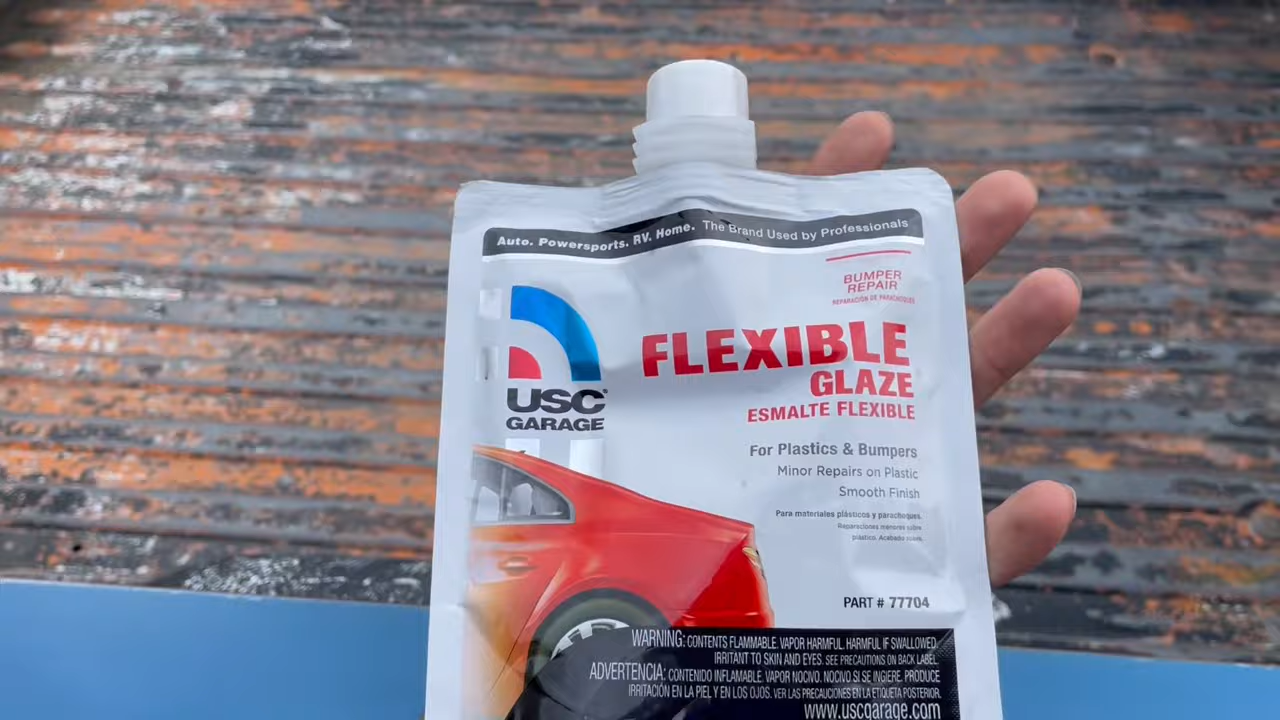 Auto. Powersports. RV. Home. The Brand Used by Professionals
BUMPER
REPAIR
REPARACIÓN DE PARACHOQUES
USC
GARAGE
FLEXIBLE
GLAZE
ESMALTE FLEXIBLE
For Plastics & Bumpers
Minor Repairs on Plastic
Smooth Finish
Para materiales plásticos y parachoques.
Reparaciones menores sobre
plástico. Acabado suave.
PART # 77704
WARNING: CONTENTS FLAMMABLE. VAPOR HARMFUL. HARMFUL IF SWALLOWED.
IRRITANT TO SKIN AND EYES. SEE PRECAUTIONS ON BACK LABEL.
ADVERTENCIA: CONTENIDO INFLAMABLE. VAPOR NOCIVO. NOCIVO SI SE INGIERE. PRODUCE
IRRITACIÓN EN LA PIEL Y EN LOS OJOS. VER LAS PRECAUCIONES EN LA ETIQUETA POSTERIOR.
www.uscgarage.com